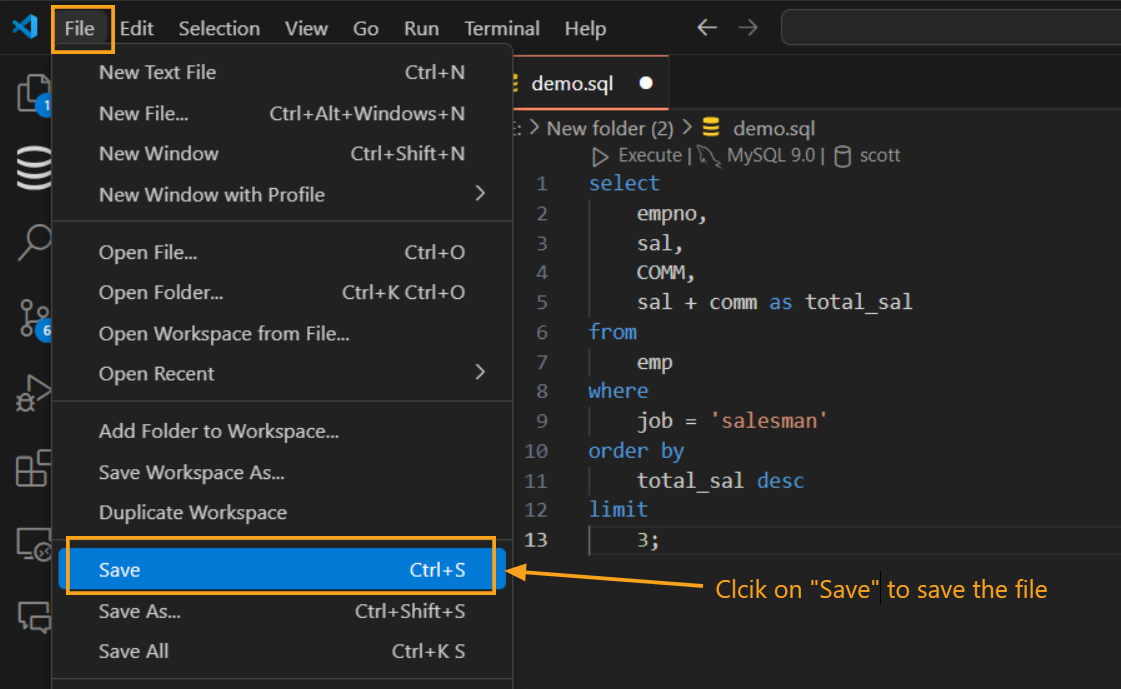 File Edit Selection View Go Run Terminal Help
New Text File Ctrl+N
New File... Ctrl+Alt+Windows+N
New Window Ctrl+Shift+N
New Window with Profile
Open File... Ctrl+O
Open Folder... Ctrl+K Ctrl+O
Open Workspace from File...
Open Recent
Add Folder to Workspace...
Save Workspace As...
Duplicate Workspace
Save Ctrl+S
Save As... Ctrl+Shift+S
Save All Ctrl+K S
1
6
demo.sql
E: > New folder (2) > demo.sql
Execute | MySQL 9.0 | scott
1 select
2 empno,
3 sal,
4 COMM,
5 sal + comm as total_sal
6 from
7 emp
8 where
9 job = 'salesman'
10 order by
11 total_sal desc
12 limit
13 3;
Clcik on "Save" to save the file